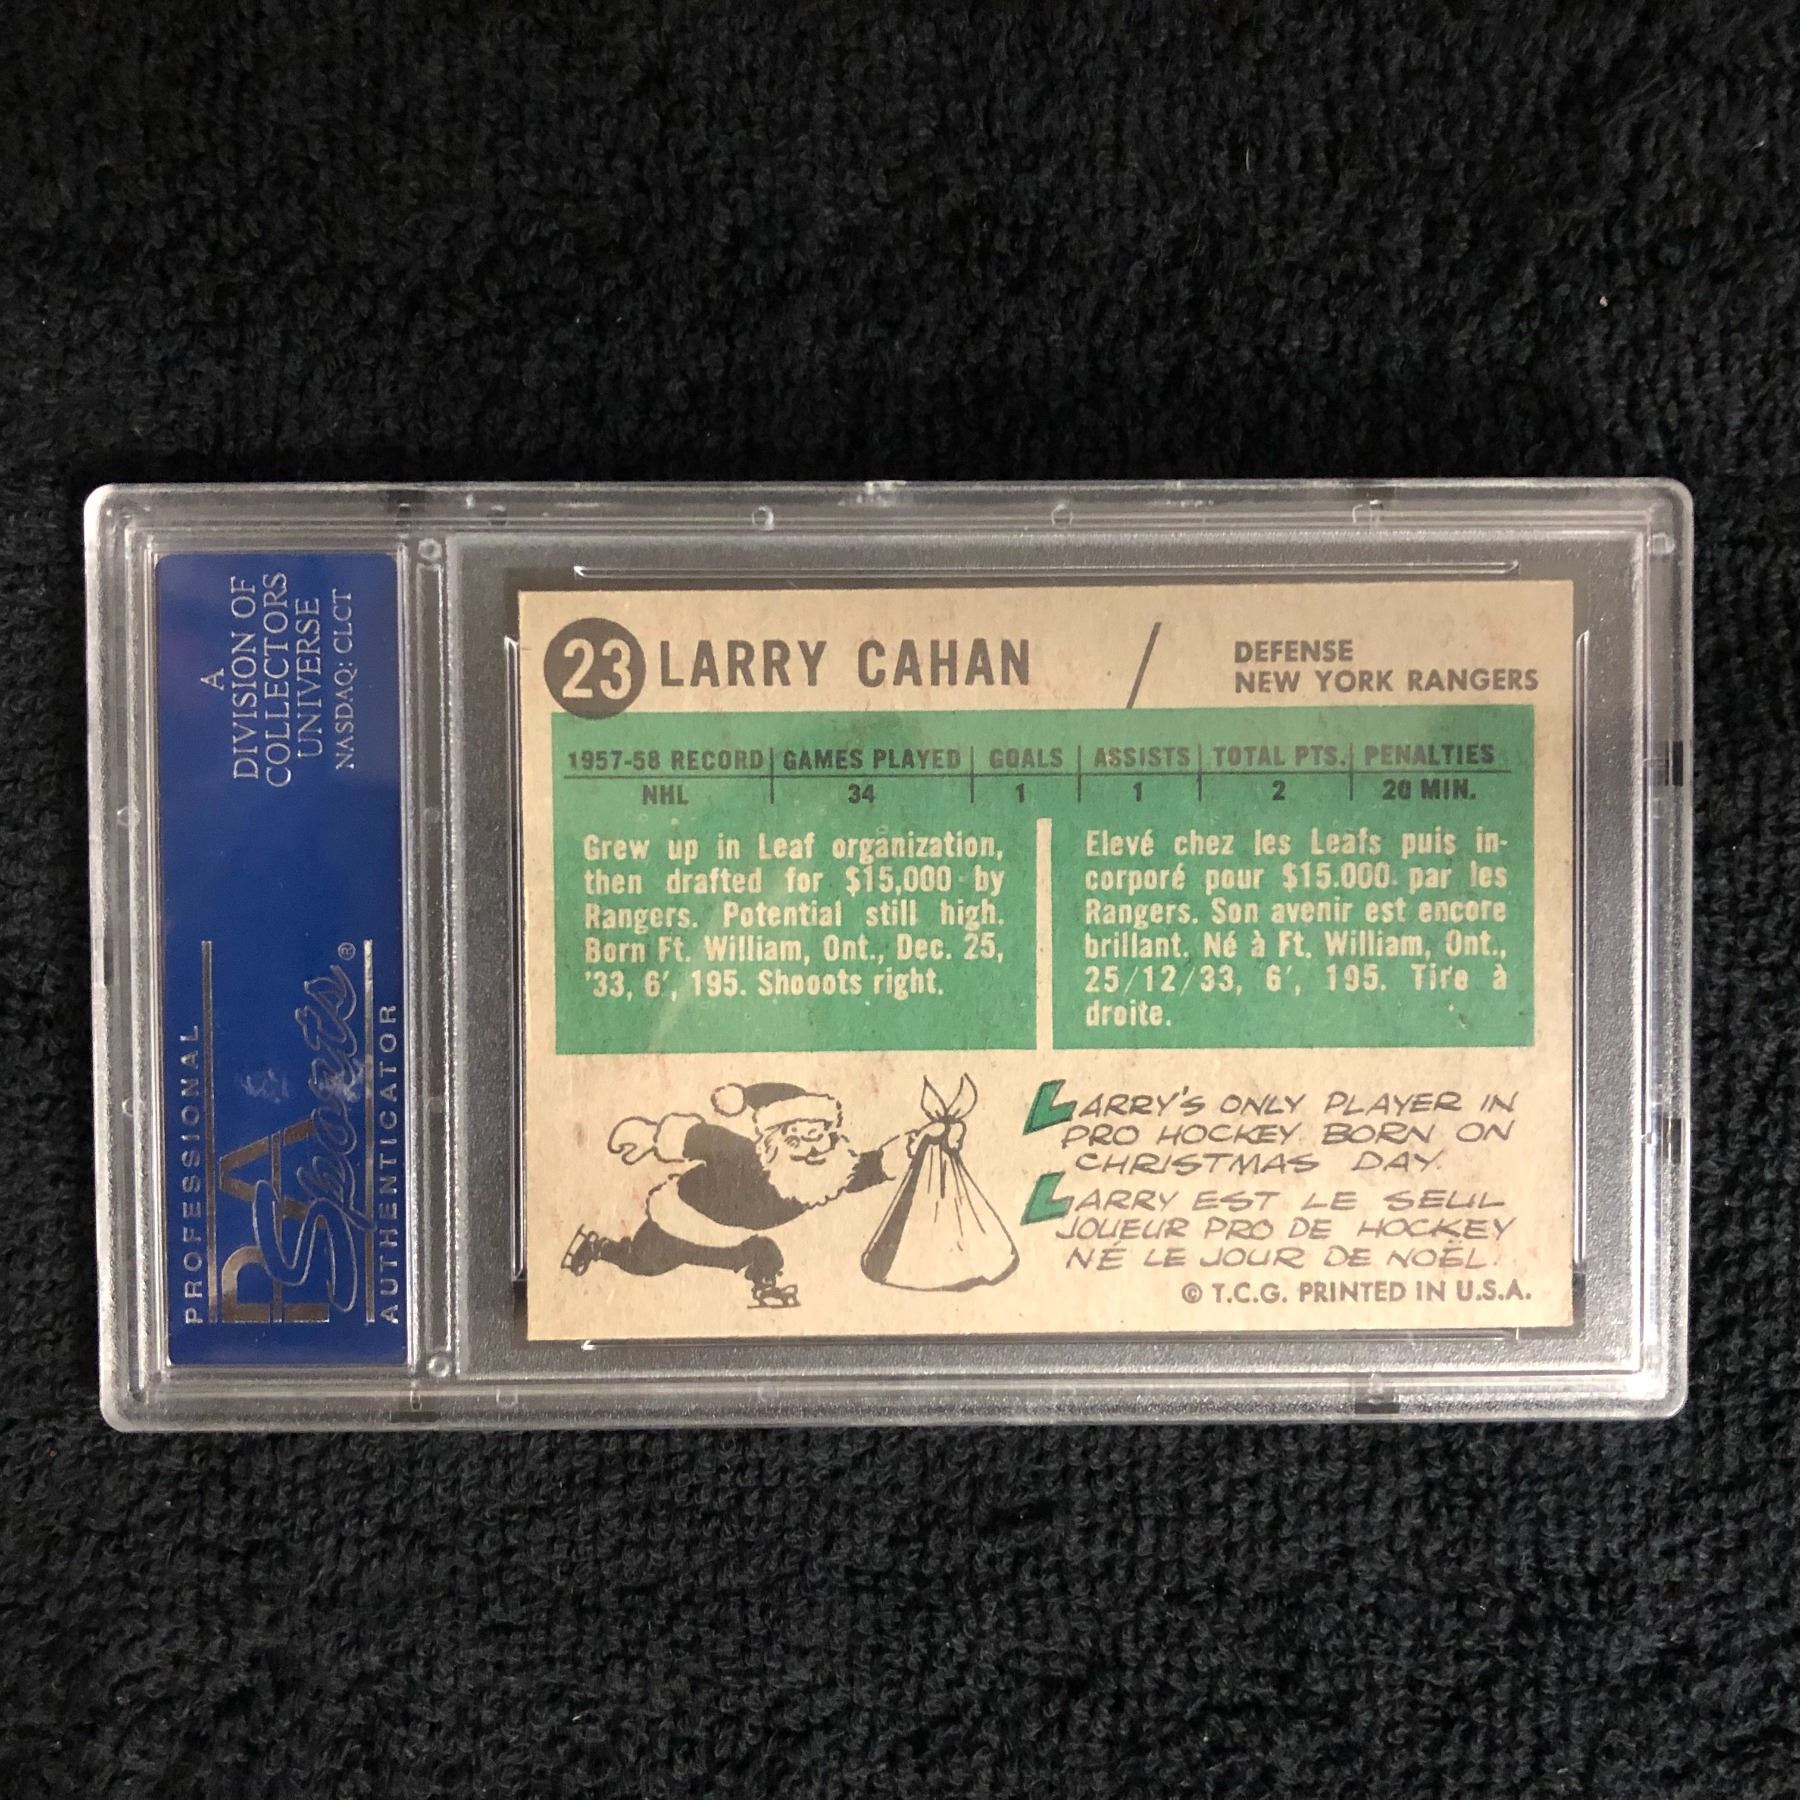 A
DIVISION OF
COLLECTORS
UNIVERSE
NASDAQ: CLCT
PROFESSIONAL
PSA
Sports®
AUTHENTICATOR
23 LARRY CAHAN /
DEFENSE
NEW YORK RANGERS
1957-58 RECORD GAMES PLAYED GOALS ASSISTS TOTAL PTS. PENALTIES
NHL 34 1 1 2 20 MIN.
Grew up in Leaf organization,
then drafted for $15,000 by
Rangers. Potential still high.
Born Ft. William, Ont., Dec. 25,
'33, 6', 195. Shooots right.
Elevé chez les Leafs puis in-
corporé pour $15.000 par les
Rangers. Son avenir est encore
brillant. Né à Ft. William, Ont.,
25/12/33, 6', 195. Tire à
droite.
LARRY'S ONLY PLAYER IN
PRO HOCKEY BORN ON
CHRISTMAS DAY.
LARRY EST LE SEUL
JOUEUR PRO DE HOCKEY
NÉ LE JOUR DE NOËL.
© T.C.G. PRINTED IN U.S.A.